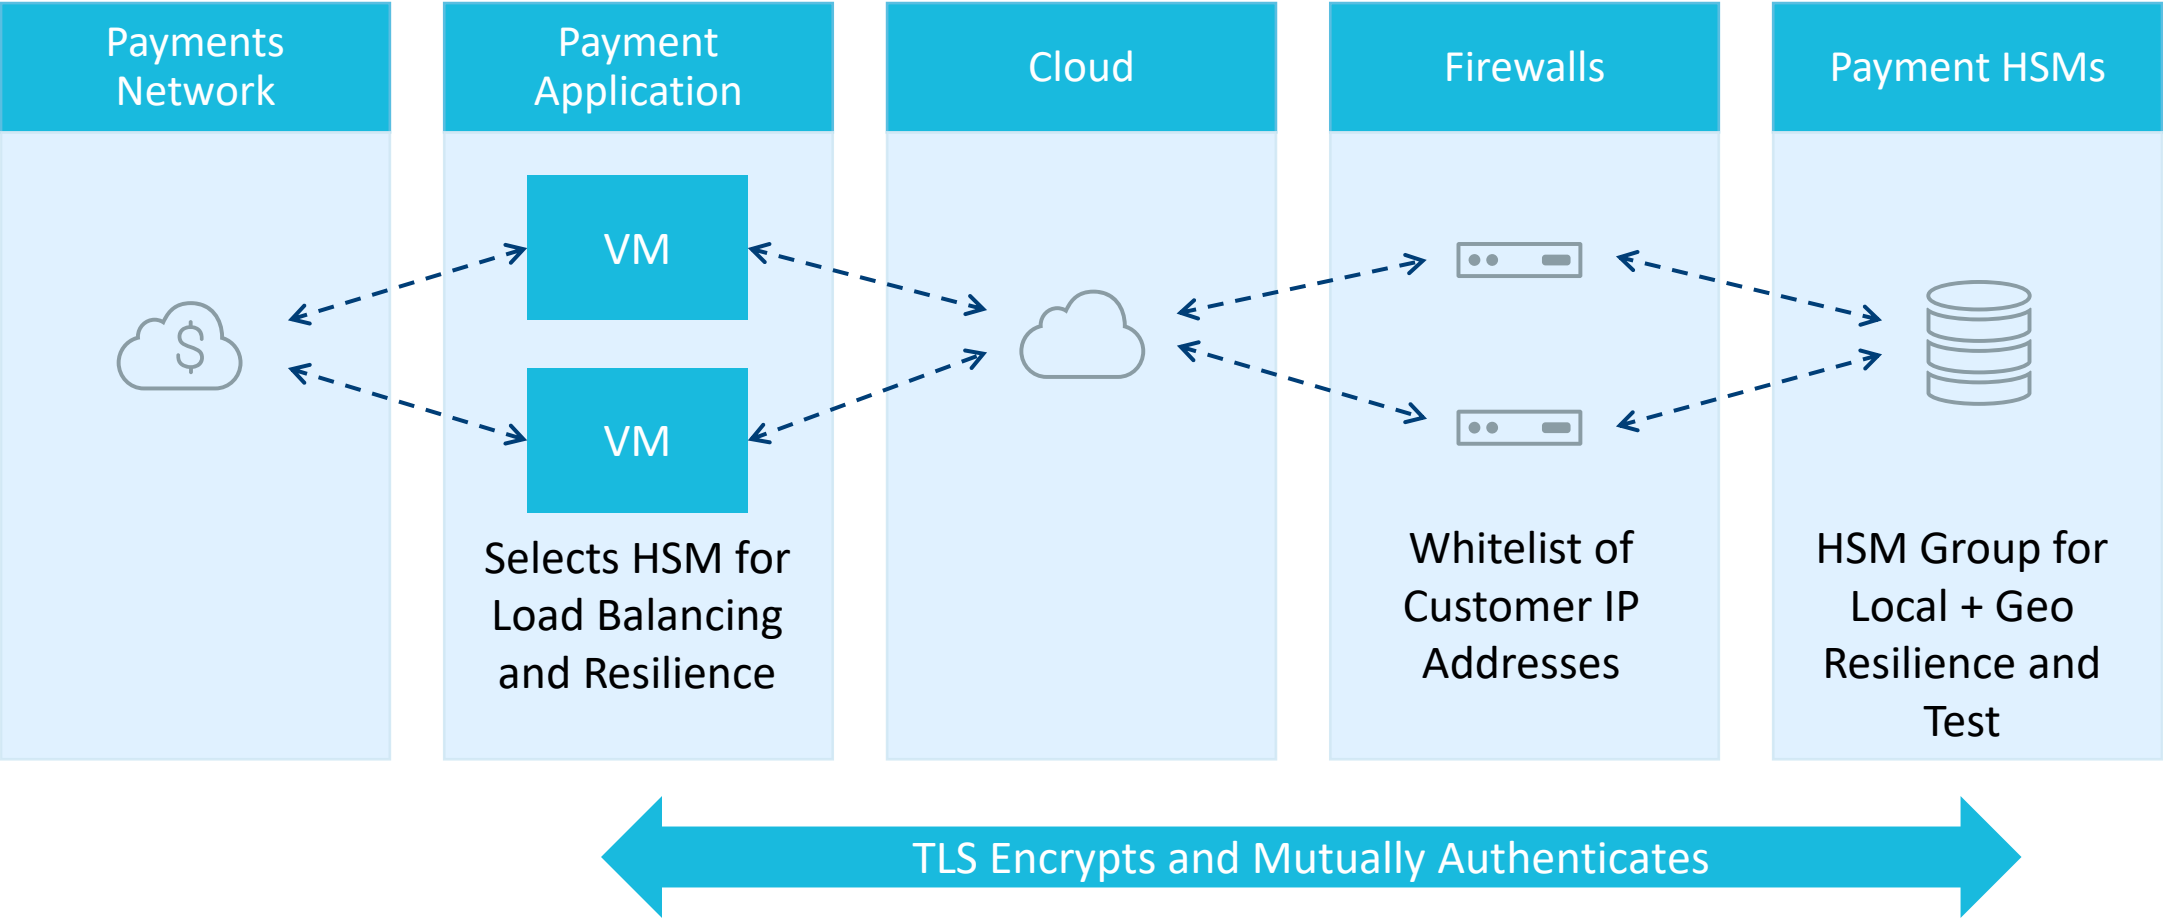 Payments
Network
Payment
Application
Cloud
Firewalls
Payment HSMs
$
VM
VM
Selects HSM for
Load Balancing
and Resilience
Whitelist of
Customer IP
Addresses
HSM Group for
Local + Geo
Resilience and
Test
TLS Encrypts and Mutually Authenticates